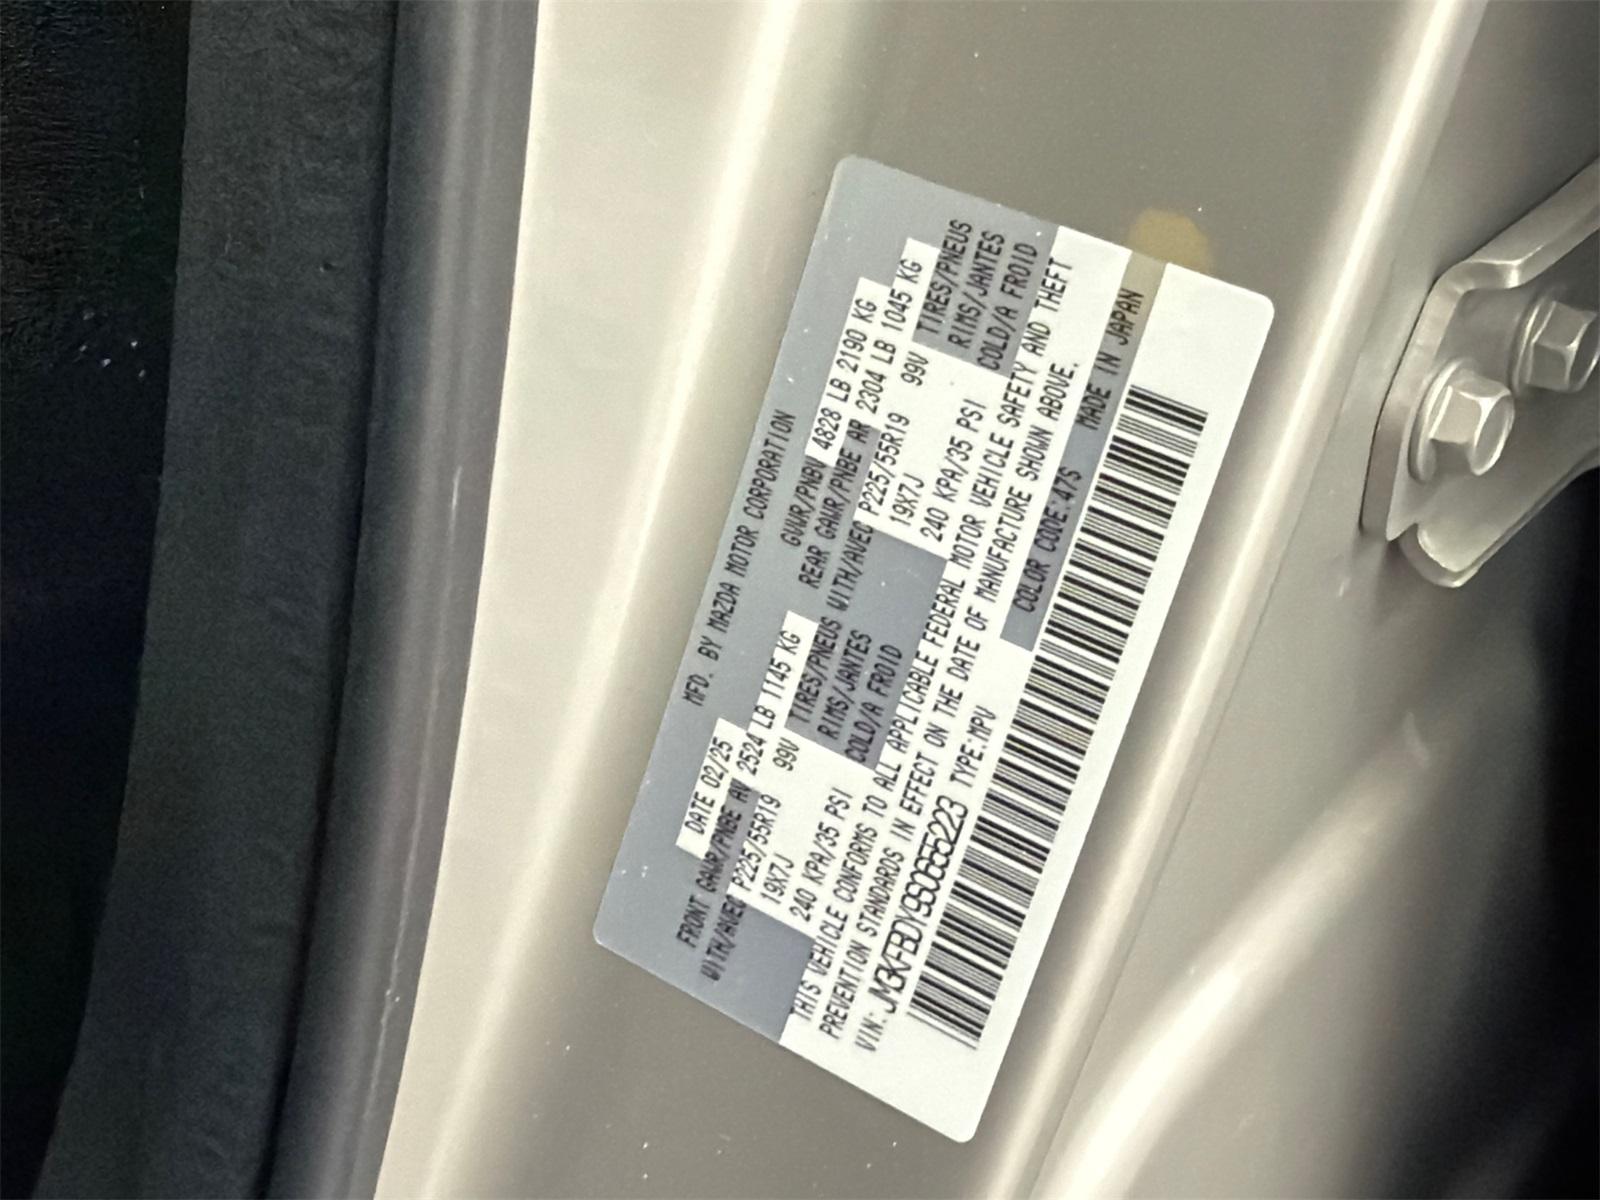 MFD. BY MAZDA MOTOR CORPORATION
DATE 02/25 GVWR/PNBV 4828 LB 2190 KG
FRONT GAWR/PNBE AV 2524 LB 1145 KG REAR GAWR/PNBE AR 2304 LB 1045 KG
WITH/AVEC P225/55R19 99V TIRES/PNEUS WITH/AVEC P225/55R19 99V TIRES/PNEUS
19X7J RIMS/JANTES 19X7J RIMS/JANTES
240 KPA/35 PSI COLD/A FROID 240 KPA/35 PSI COLD/A FROID
THIS VEHICLE CONFORMS TO ALL APPLICABLE FEDERAL MOTOR VEHICLE SAFETY AND THEFT
PREVENTION STANDARDS IN EFFECT ON THE DATE OF MANUFACTURE SHOWN ABOVE.
VIN: JM3KFBDY9S0655223 TYPE:MPV COLOR CODE:47S MADE IN JAPAN